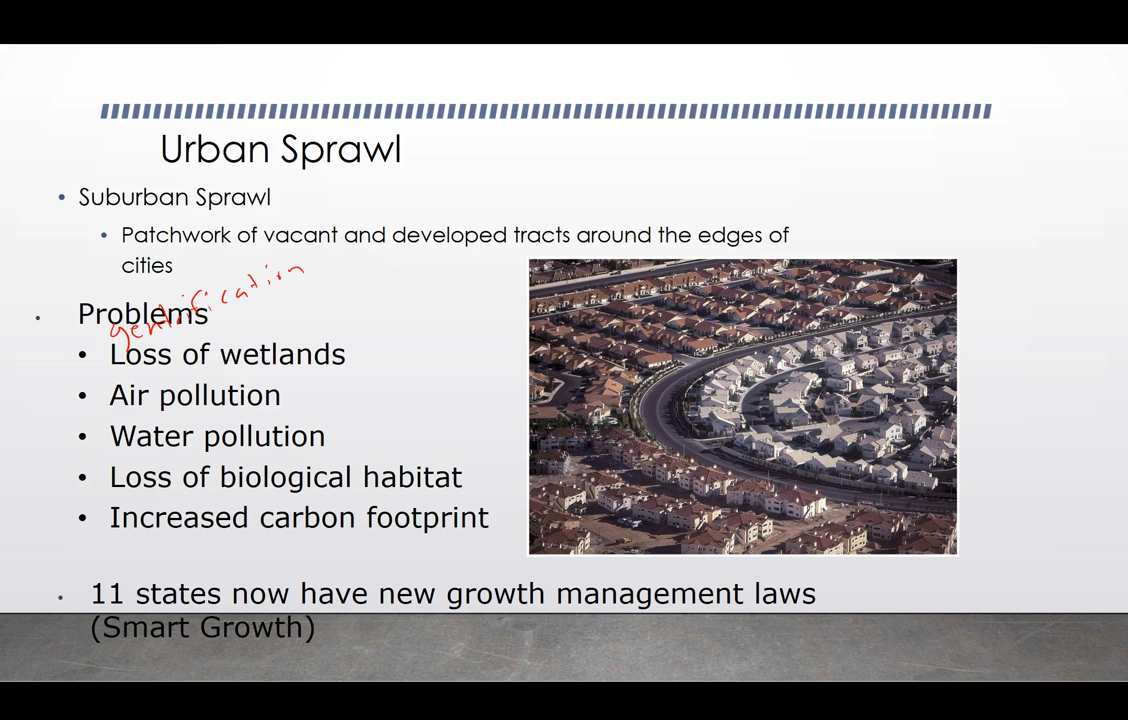 Urban Sprawl
• Suburban Sprawl
• Patchwork of vacant and developed tracts around the edges of
cities
gentrification
• Problems
• Loss of wetlands
• Air pollution
• Water pollution
• Loss of biological habitat
• Increased carbon footprint
• 11 states now have new growth management laws
(Smart Growth)